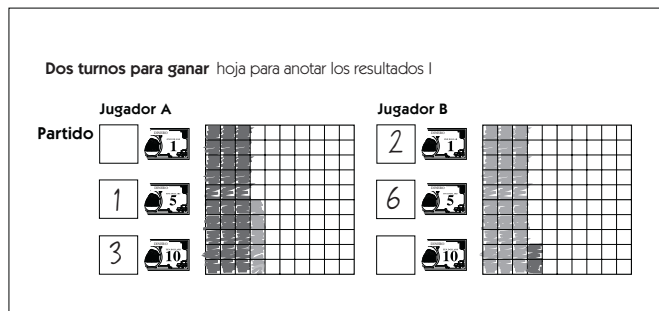 Dos turnos para ganar hoja para anotar los resultados I
Jugador A Jugador B
Partido 1 2 1
1 5 6 5
3 10 10